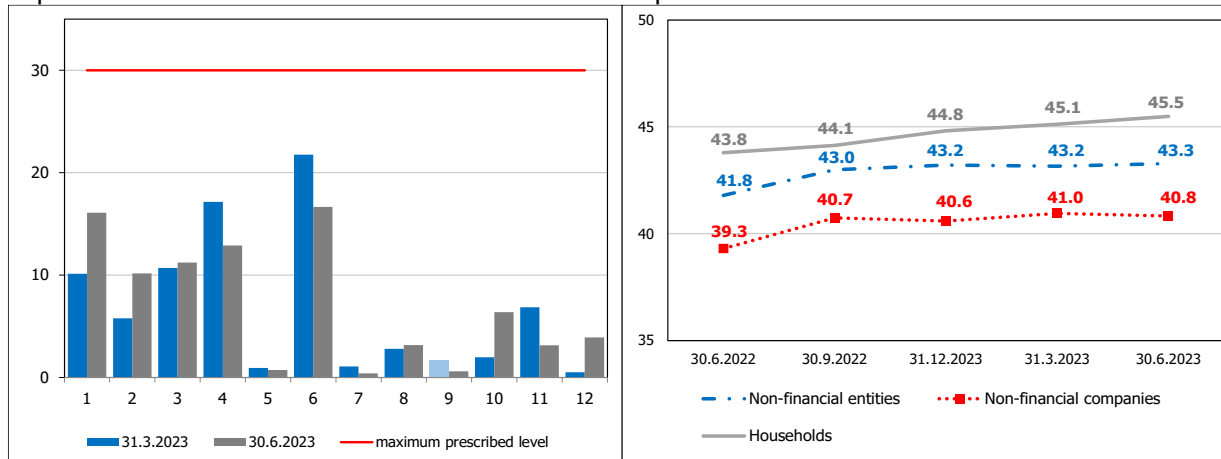 30
20
10
0
1 2 3 4 5 6 7 8 9 10 11 12
31.3.2023 30.6.2023 maximum prescribed level
50
45
40
35
43.8 44.1 44.8 45.1 45.5
41.8 43.0 43.2 43.2 43.3
39.3 40.7 40.6 41.0 40.8
30.6.2022 30.9.2022 31.12.2023 31.3.2023 30.6.2023
Non-financial entities Non-financial companies
Households